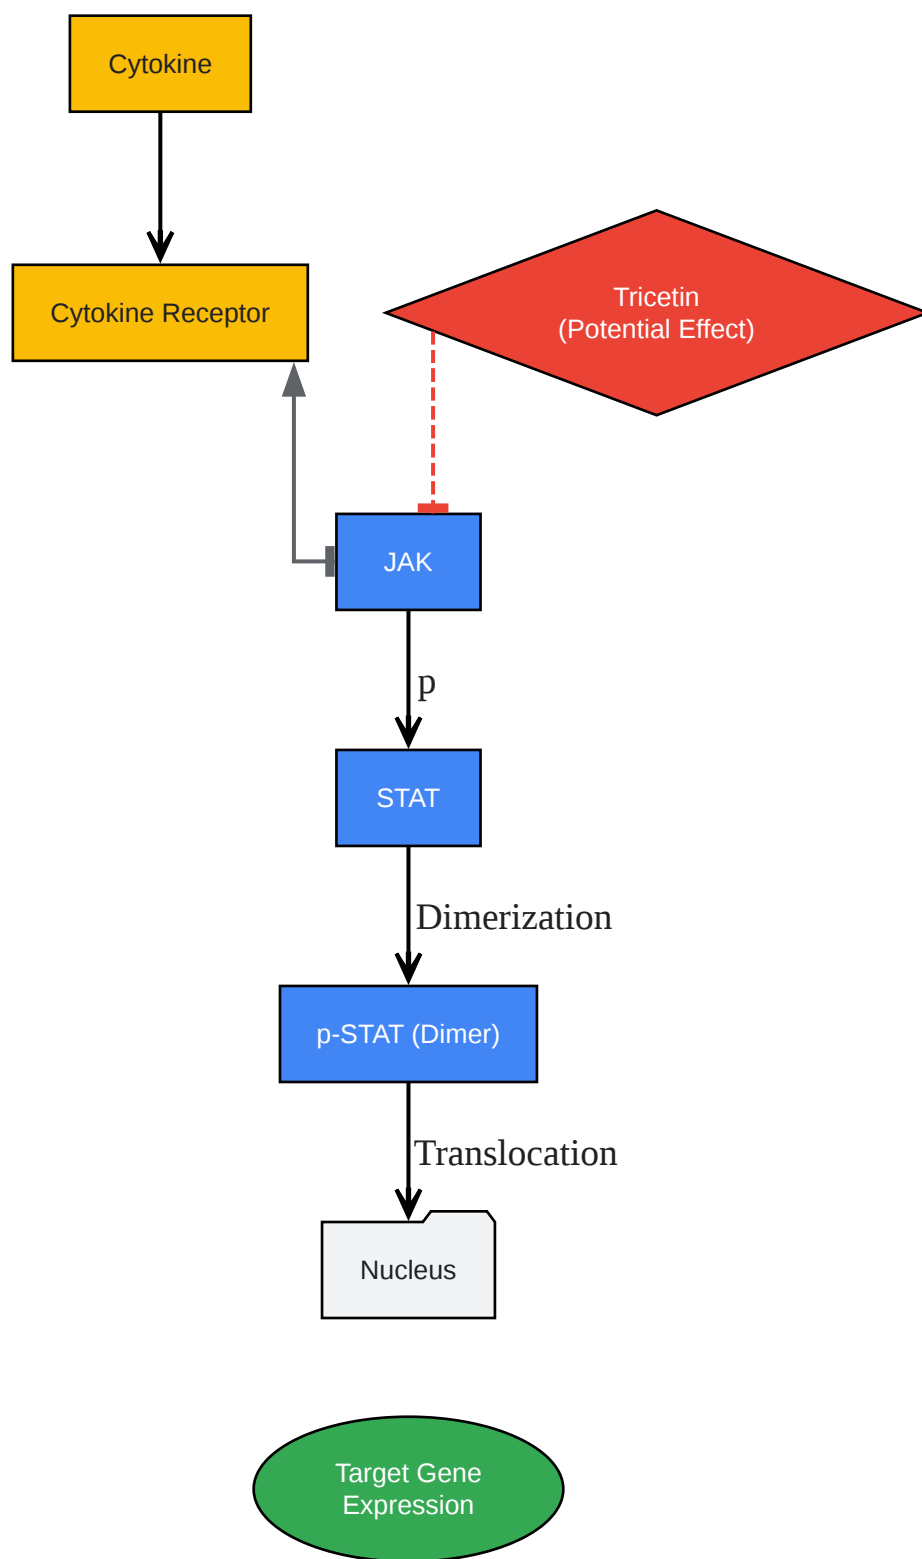 Cytokine
Cytokine Receptor
Tricetin
(Potential Effect)
JAK
p
STAT
Dimerization
p-STAT (Dimer)
Translocation
Nucleus
Target Gene
Expression